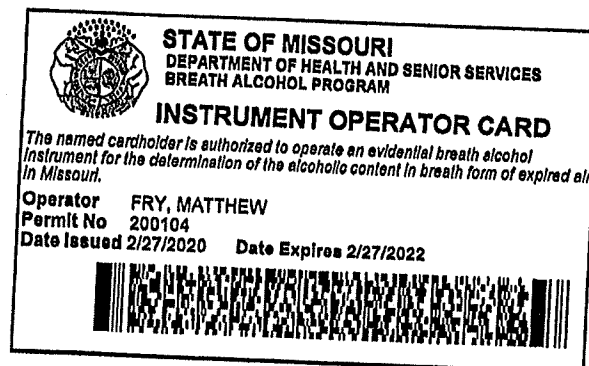 STATE OF MISSOURI
DEPARTMENT OF HEALTH AND SENIOR SERVICES
BREATH ALCOHOL PROGRAM
INSTRUMENT OPERATOR CARD
The named cardholder is authorized to operate an evidential breath alcohol
instrument for the determination of the alcoholic content in breath form of expired air
in Missouri.
Operator FRY, MATTHEW
Permit No 200104
Date Issued 2/27/2020 Date Expires 2/27/2022